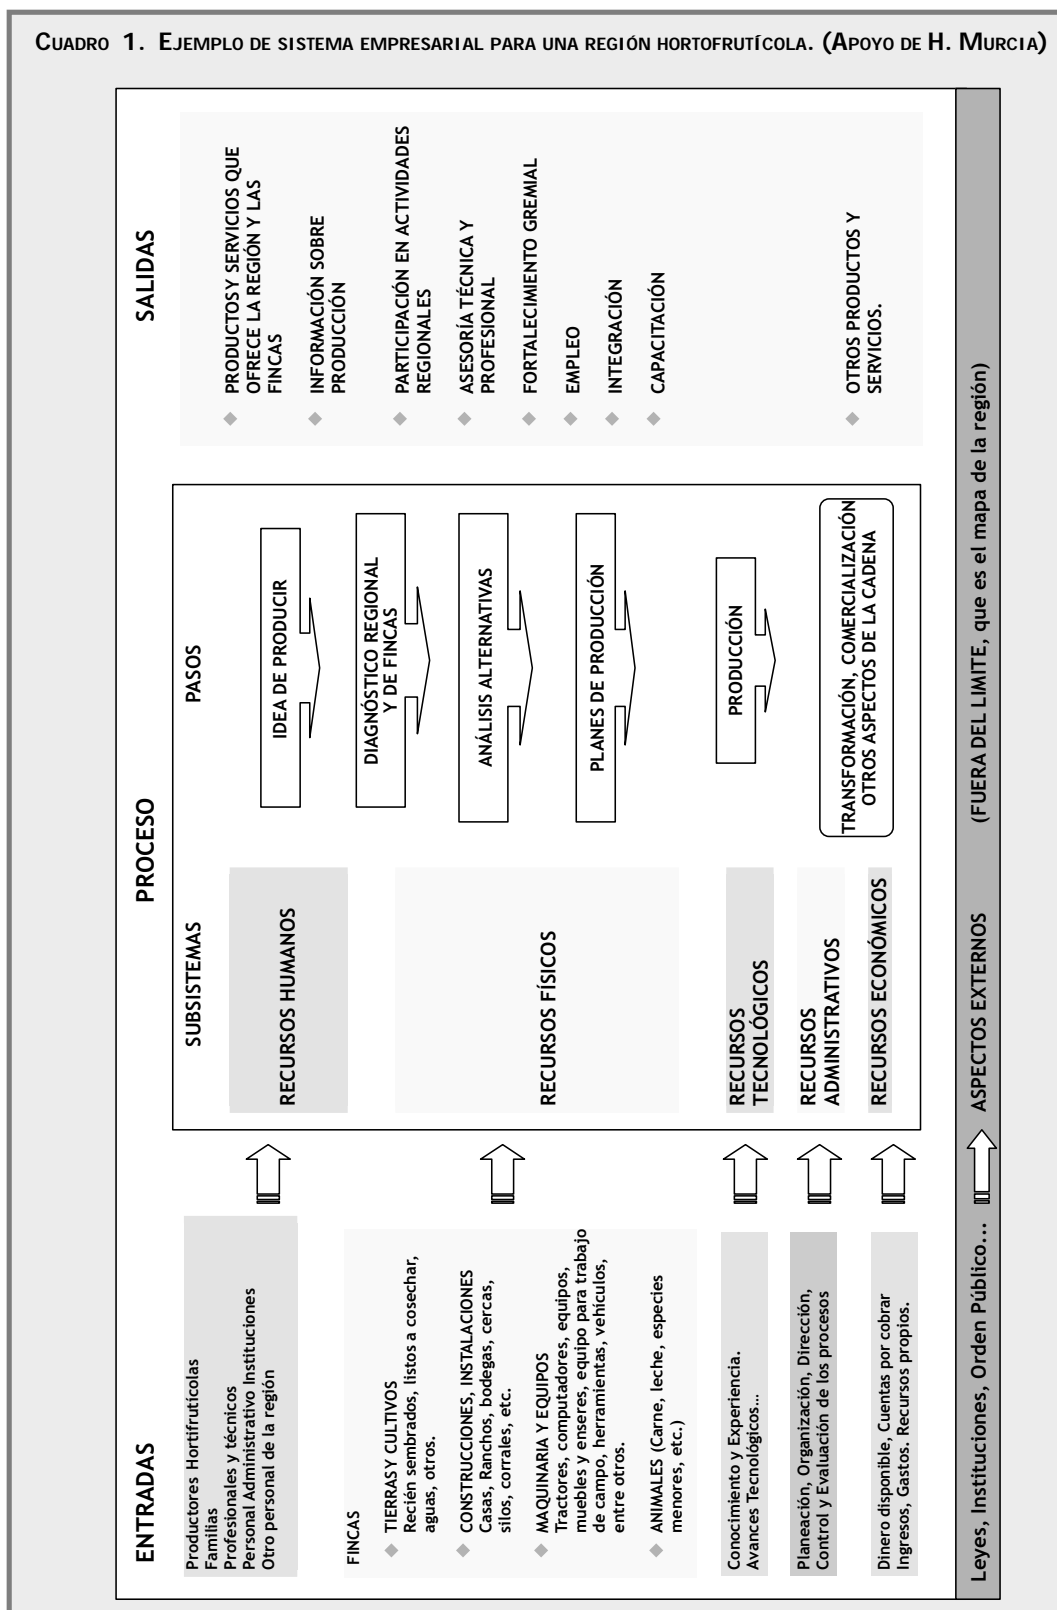 CUADRO 1. EJEMPLO DE SISTEMA EMPRESARIAL PARA UNA REGIÓN HORTOFRUTÍCOLA. (APOYO DE H. MURCIA)
ENTRADAS
Productores Hortifrutícolas
Familias
Profesionales y técnicos
Personal Administrativo Instituciones
Otro personal de la región
FINCAS
TIERRAS Y CULTIVOS
Recién sembrados, listos a cosechar,
aguas, otros.
CONSTRUCCIONES, INSTALACIONES
Casas, Ranchos, bodegas, cercas,
silos, corrales, etc.
MAQUINARIA Y EQUIPOS
Tractores, computadores, equipos,
muebles y enseres, equipo para trabajo
de campo, herramientas, vehículos,
entre otros.
ANIMALES (Carne, leche, especies
menores, etc.)
Conocimiento y Experiencia.
Avances Tecnológicos...
Planeación, Organización, Dirección,
Control y Evaluación de los procesos
Dinero disponible, Cuentas por cobrar
Ingresos, Gastos. Recursos propios.
PROCESO
SUBSISTEMAS
RECURSOS HUMANOS
RECURSOS FÍSICOS
RECURSOS
TECNOLÓGICOS
RECURSOS
ADMINISTRATIVOS
RECURSOS ECONÓMICOS
PASOS
IDEA DE PRODUCIR
DIAGNÓSTICO REGIONAL
Y DE FINCAS
ANÁLISIS ALTERNATIVAS
PLANES DE PRODUCCIÓN
PRODUCCIÓN
TRANSFORMACIÓN, COMERCIALIZACIÓN
OTROS ASPECTOS DE LA CADENA
SALIDAS
PRODUCTOS Y SERVICIOS QUE
OFRECE LA REGIÓN Y LAS
FINCAS
INFORMACIÓN SOBRE
PRODUCCIÓN
PARTICIPACIÓN EN ACTIVIDADES
REGIONALES
ASESORÍA TÉCNICA Y
PROFESIONAL
FORTALECIMIENTO GREMIAL
EMPLEO
INTEGRACIÓN
CAPACITACIÓN
OTROS PRODUCTOS Y
SERVICIOS.
Leyes, Instituciones, Orden Público... ASPECTOS EXTERNOS (FUERA DEL LIMITE, que es el mapa de la región)